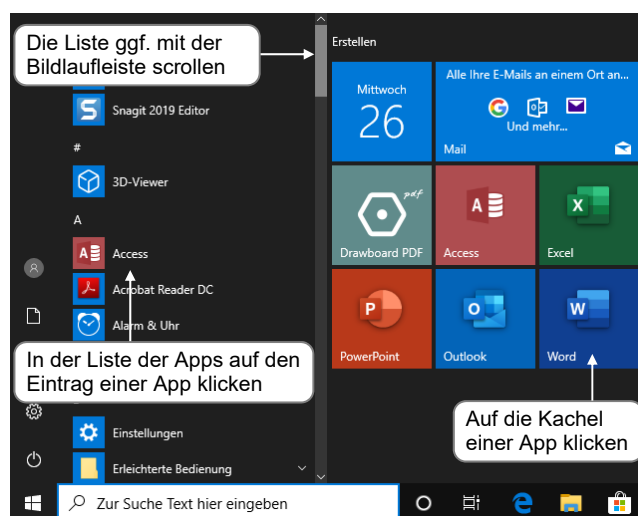 Die Liste ggf. mit der
Bildlaufleiste scrollen
Snagit 2019 Editor
#
3D-Viewer
A
Access
Acrobat Reader DC
Alarm & Uhr
In der Liste der Apps auf den
Eintrag einer App klicken
Einstellungen
Erleichterte Bedienung
Zur Suche Text hier eingeben
Erstellen
Mittwoch
26
Alle Ihre E-Mails an einem Ort an...
Und mehr...
Mail
pdf
Drawboard PDF
Access
Excel
PowerPoint
Outlook
Word
Auf die Kachel
einer App klicken